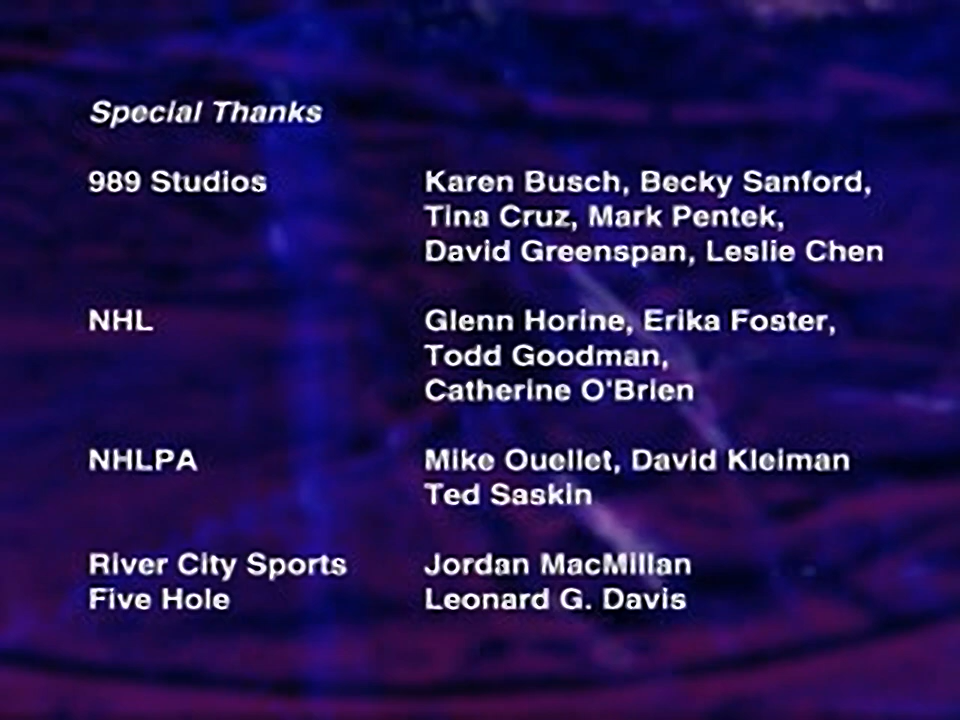 Special Thanks
989 Studios Karen Busch, Becky Sanford,
Tina Cruz, Mark Pentek,
David Greenspan, Leslie Chen
NHL Glenn Horine, Erika Foster,
Todd Goodman,
Catherine O'Brien
NHLPA Mike Ouellet, David Kleiman
Ted Saskin
River City Sports Jordan MacMillan
Five Hole Leonard G. Davis